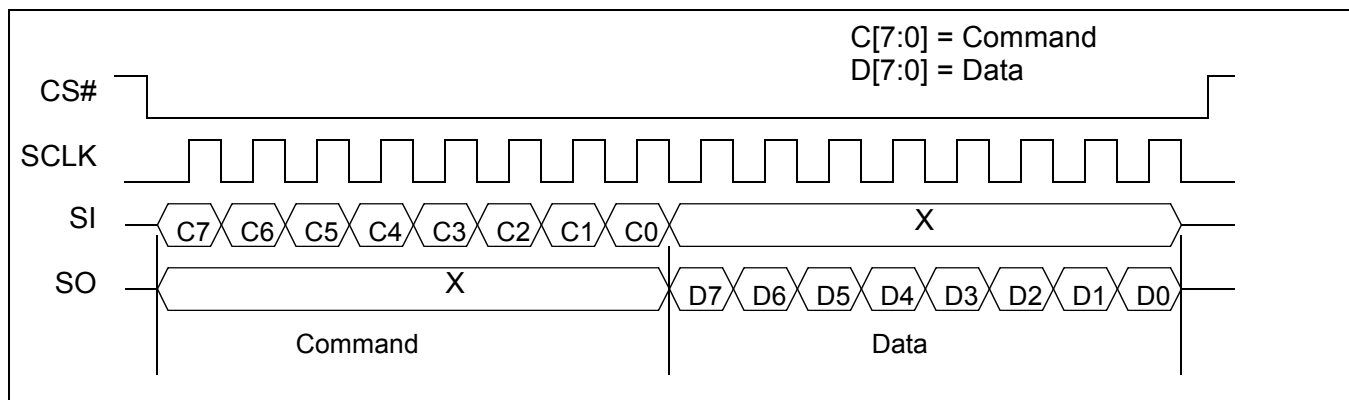 C[7:0] = Command
D[7:0] = Data
CS#
SCLK
SI C7 C6 C5 C4 C3 C2 C1 C0 X
SO X D7 D6 D5 D4 D3 D2 D1 D0
Command Data